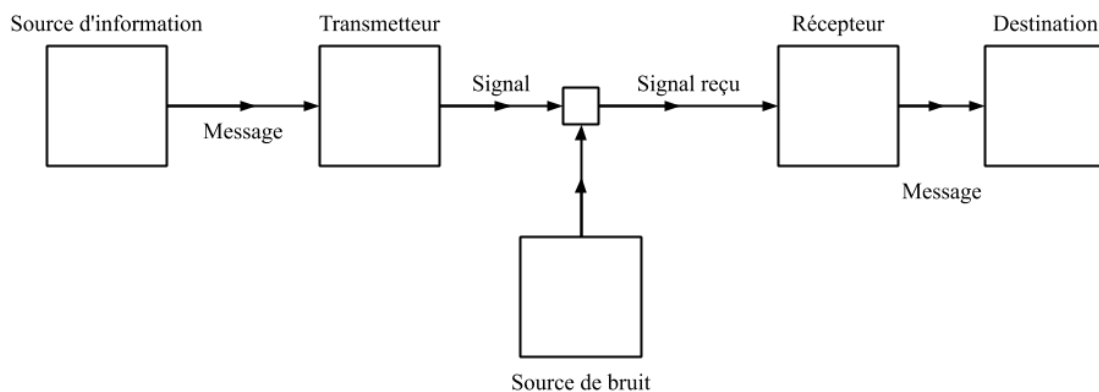 Source d'information
Transmetteur
Récepteur
Destination
Signal
Signal reçu
Message
Message
Source de bruit